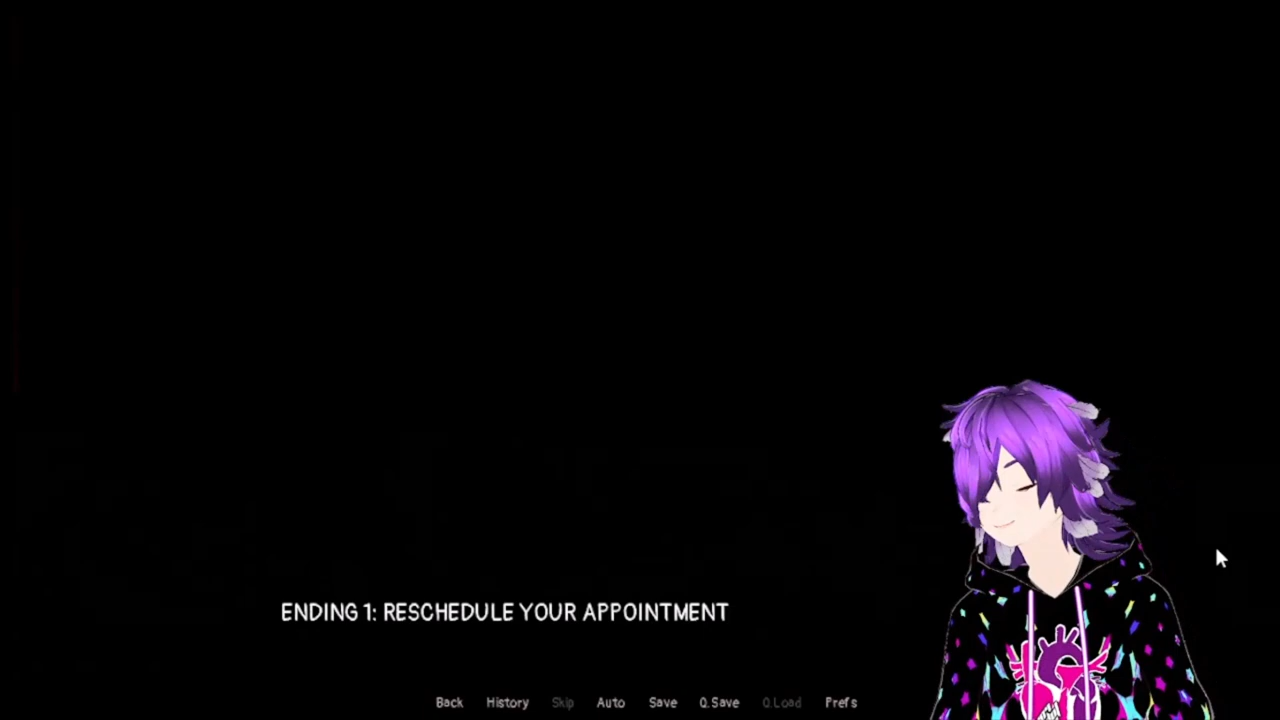 ENDING 1: RESCHEDULE YOUR APPOINTMENT
Back History Skip Auto Save Q.Save Q.Load Prefs